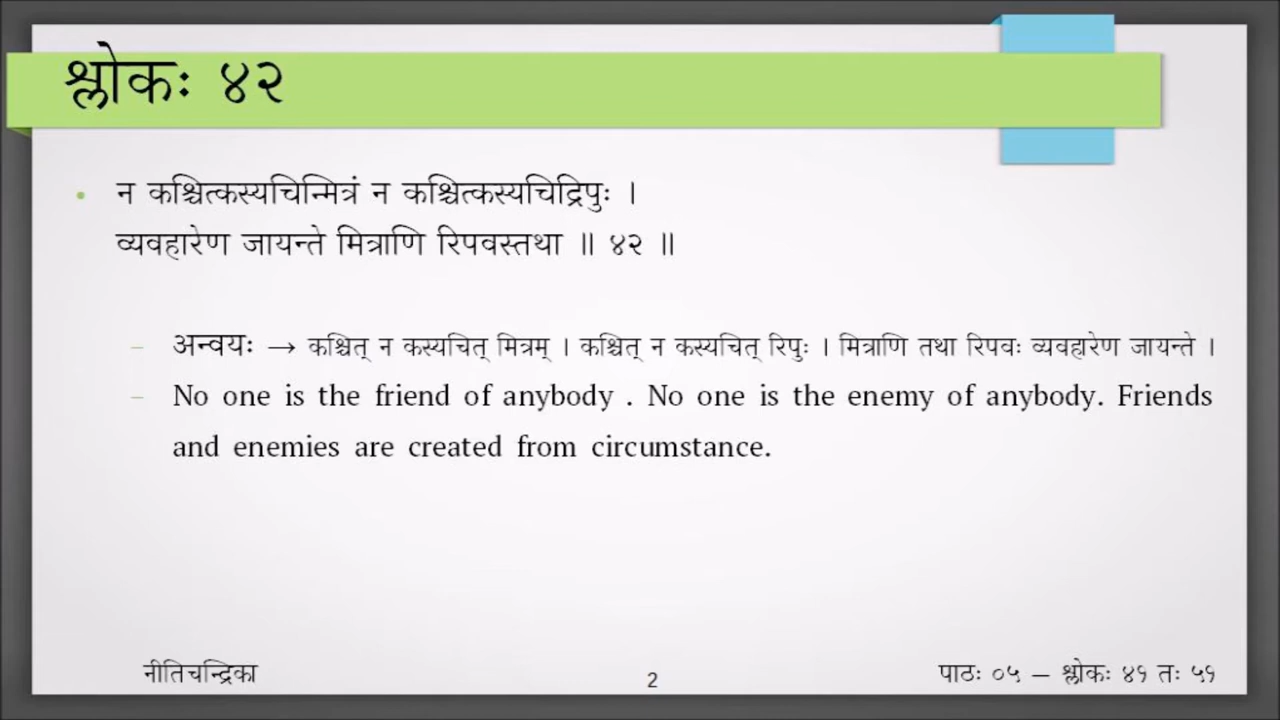 श्लोकः ४२
• न कश्चित्कस्यचिन्मित्रं न कश्चित्कस्यचिद्रिपुः ।
व्यवहारेण जायन्ते मित्राणि रिपवस्तथा ॥ ४२ ॥
– अन्वयः → कश्चित् न कस्यचित् मित्रम् । कश्चित् न कस्यचित् रिपुः । मित्राणि तथा रिपवः व्यवहारेण जायन्ते ।
– No one is the friend of anybody . No one is the enemy of anybody. Friends
and enemies are created from circumstance.
नीतिचन्द्रिका 2 पाठः ०५ – श्लोकः ४१ तः ५१